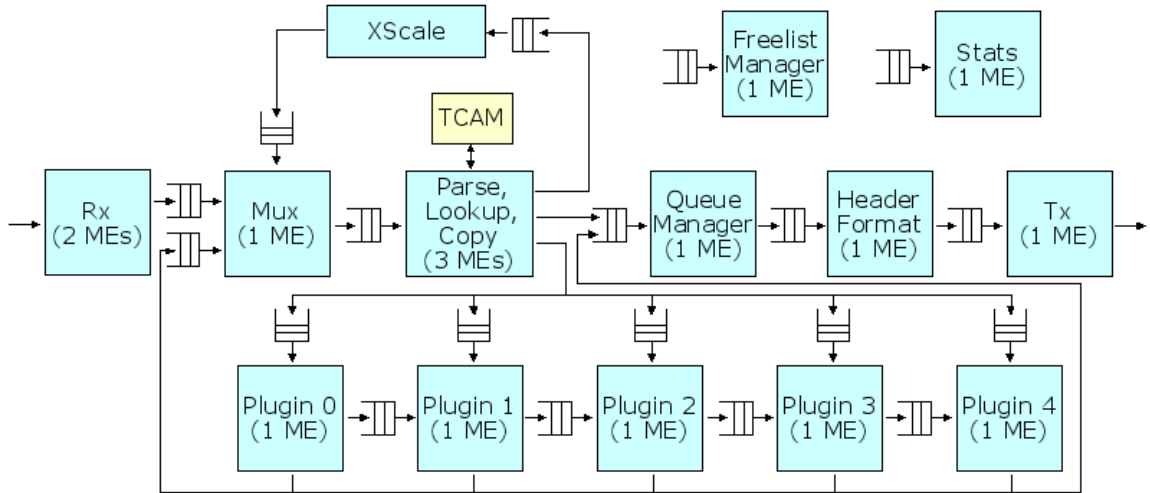 XScale
Freelist
Manager
(1 ME)
Stats
(1 ME)
TCAM
Rx
(2 MEs)
Mux
(1 ME)
Parse,
Lookup,
Copy
(3 MEs)
Queue
Manager
(1 ME)
Header
Format
(1 ME)
Tx
(1 ME)
Plugin 0
(1 ME)
Plugin 1
(1 ME)
Plugin 2
(1 ME)
Plugin 3
(1 ME)
Plugin 4
(1 ME)